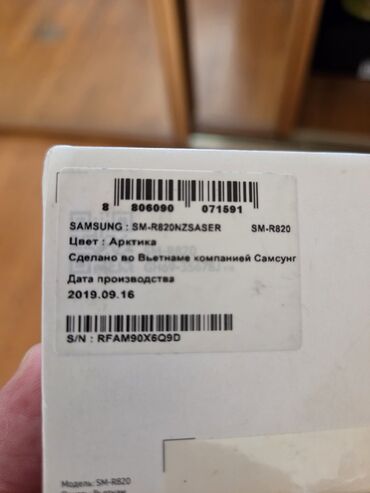 8 806090 071591
SAMSUNG : SM-R820NZSASER SM-R820
Цвет : Арктика
Сделано во Вьетнаме компанией Самсунг
Дата производства
2019.09.16
S/N : RFAM90X6Q9D
Модель: SM-R820